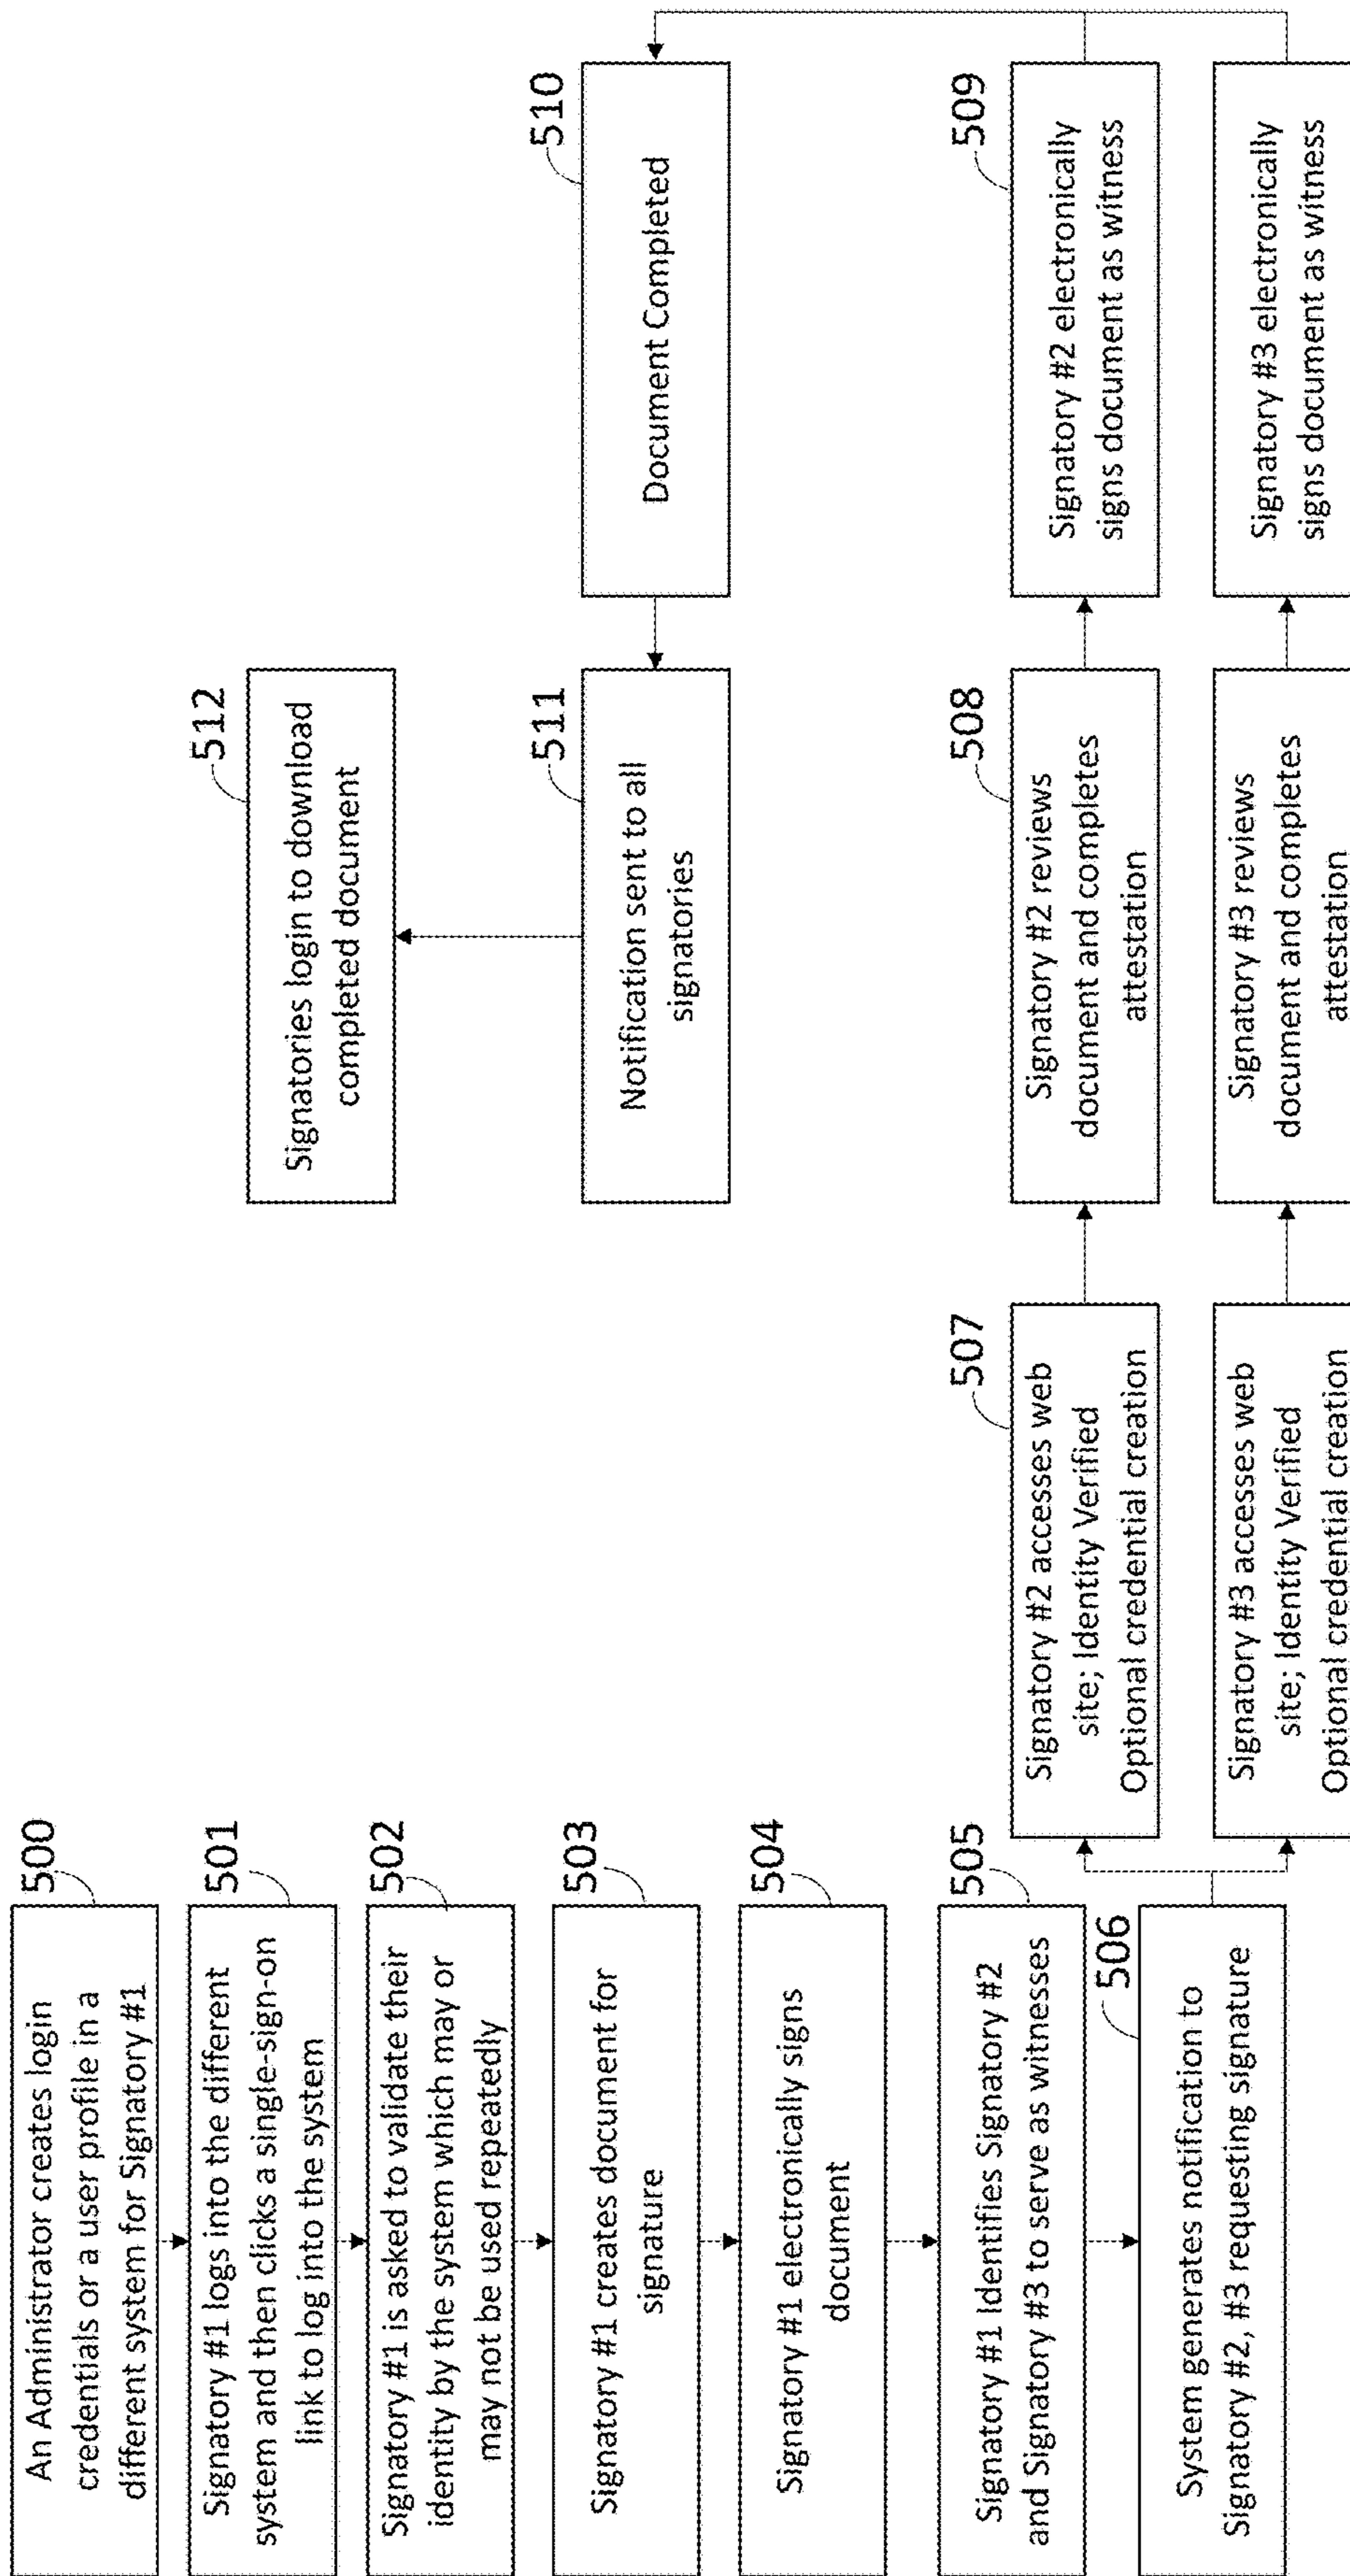 500
An Administrator creates login
credentials or a user profile in a
different system for Signatory #1
501
Signatory #1 logs into the different
system and then clicks a single-sign-on
link to log into the system
502
Signatory #1 is asked to validate their
identity by the system which may or
may not be used repeatedly
503
Signatory #1 creates document for
signature
504
Signatory #1 electronically signs
document
505
Signatory #1 Identifies Signatory #2
and Signatory #3 to serve as witnesses
506
System generates notification to
Signatory #2, #3 requesting signature
507
Signatory #2 accesses web
site; Identity Verified
Optional credential creation
Signatory #3 accesses web
site; Identity Verified
Optional credential creation
508
Signatory #2 reviews
document and completes
attestation
Signatory #3 reviews
document and completes
attestation
509
Signatory #2 electronically
signs document as witness
Signatory #3 electronically
signs document as witness
510
Document Completed
511
Notification sent to all
signatories
512
Signatories login to download
completed document